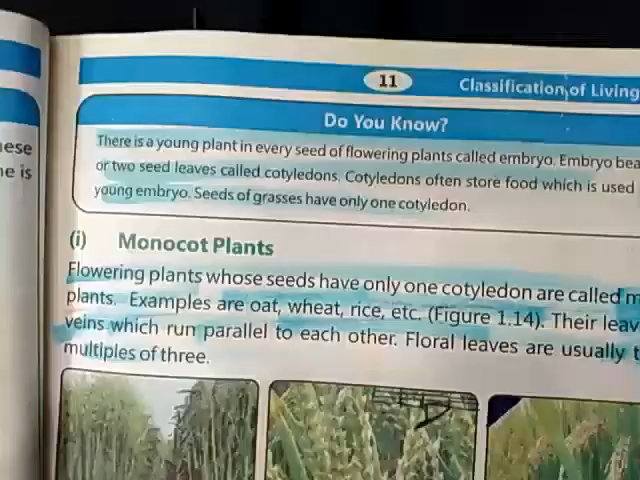 11
Classification of Living
Do You Know?
There is a young plant in every seed of flowering plants called embryo. Embryo bea
or two seed leaves called cotyledons. Cotyledons often store food which is used
young embryo. Seeds of grasses have only one cotyledon.
(i) Monocot Plants
Flowering plants whose seeds have only one cotyledon are called m
plants. Examples are oat, wheat, rice, etc. (Figure 1.14). Their leav
veins which run parallel to each other. Floral leaves are usually t
multiples of three.